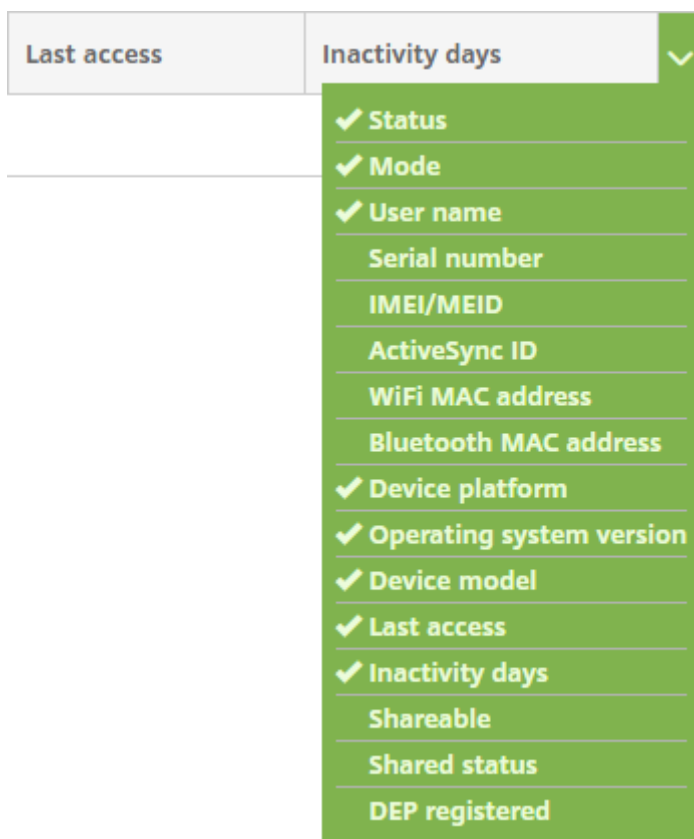 Last access Inactivity days
Status
Mode
User name
Serial number
IMEI/MEID
ActiveSync ID
WiFi MAC address
Bluetooth MAC address
Device platform
Operating system version
Device model
Last access
Inactivity days
Shareable
Shared status
DEP registered